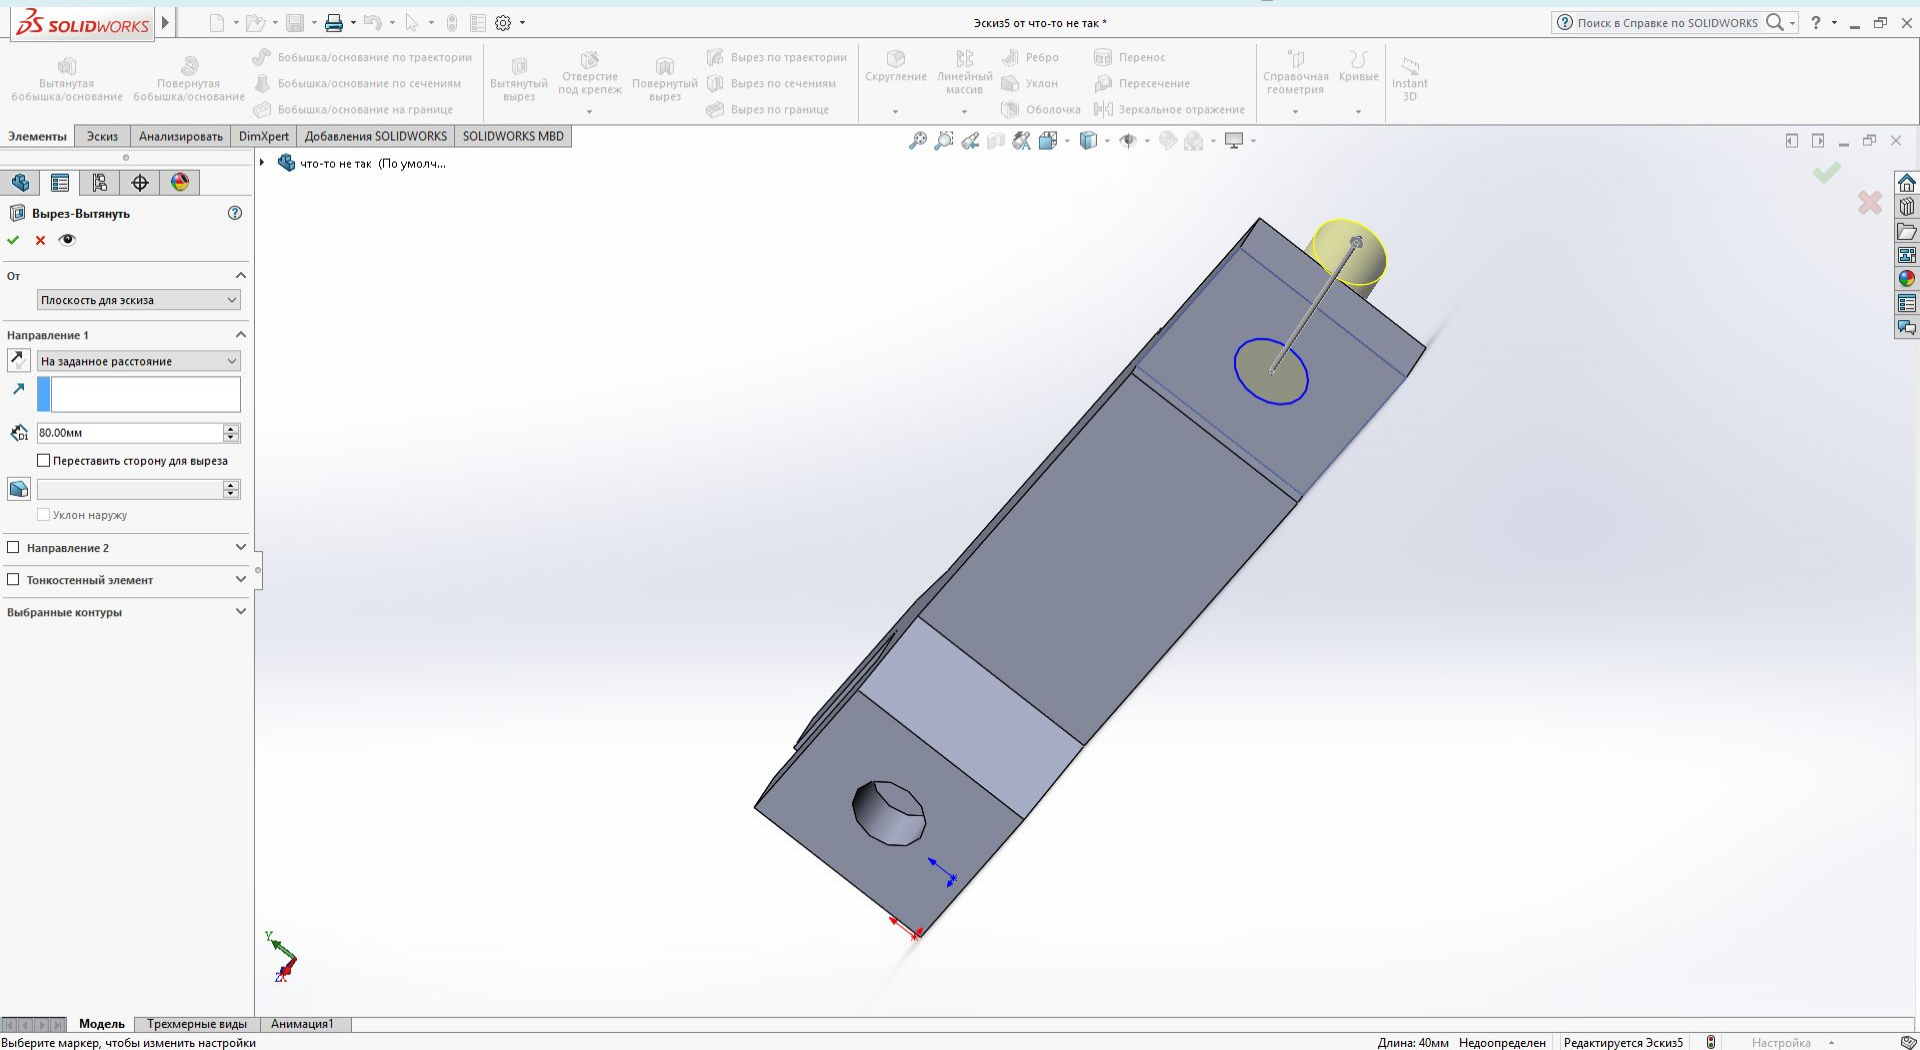 SOLIDWORKS
Эскиз5 от что-то не так *
Поиск в Справке по SOLIDWORKS
Вытянутая бобышка/основание
Повернутая бобышка/основание
Бобышка/основание по траектории
Бобышка/основание по сечениям
Бобышка/основание на границе
Вытянутый вырез
Отверстие под крепеж
Повернутый вырез
Вырез по траектории
Вырез по сечениям
Вырез по границе
Скругление
Линейный массив
Ребро
Уклон
Оболочка
Перенос
Пересечение
Зеркальное отражение
Справочная геометрия
Кривые
Instant 3D
Элементы
Эскиз
Анализировать
DimXpert
Добавления SOLIDWORKS
SOLIDWORKS MBD
что-то не так (По умолч...
Вырез-Вытянуть
От
Плоскость для эскиза
Направление 1
На заданное расстояние
D1
80.00мм
Переставить сторону для выреза
Уклон наружу
Направление 2
Тонкостенный элемент
Выбранные контуры
Y
Модель
Трехмерные виды
Анимация1
Выберите маркер, чтобы изменить настройки
Длина: 40мм
Недоопределен
Редактируется Эскиз5
Настройка